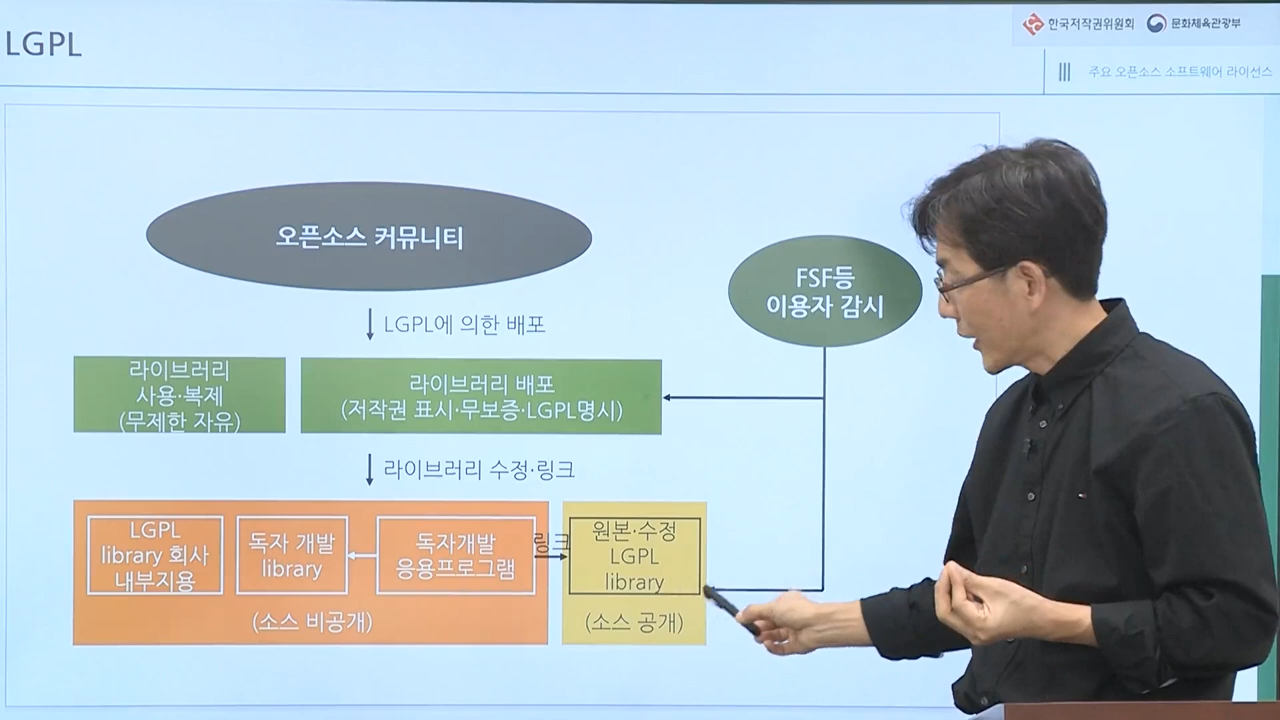 LGPL
한국저작권위원회
문화체육관광부
주요 오픈소스 소프트웨어 라이선스
오픈소스 커뮤니티
FSF등
이용자 감시
LGPL에 의한 배포
라이브러리
사용·복제
(무제한 자유)
라이브러리 배포
(저작권 표시·무보증·LGPL명시)
라이브러리 수정·링크
LGPL
library 회사
내부지용
독자 개발
library
독자개발
응용프로그램
링크
원본·수정
LGPL
library
(소스 비공개)
(소스 공개)